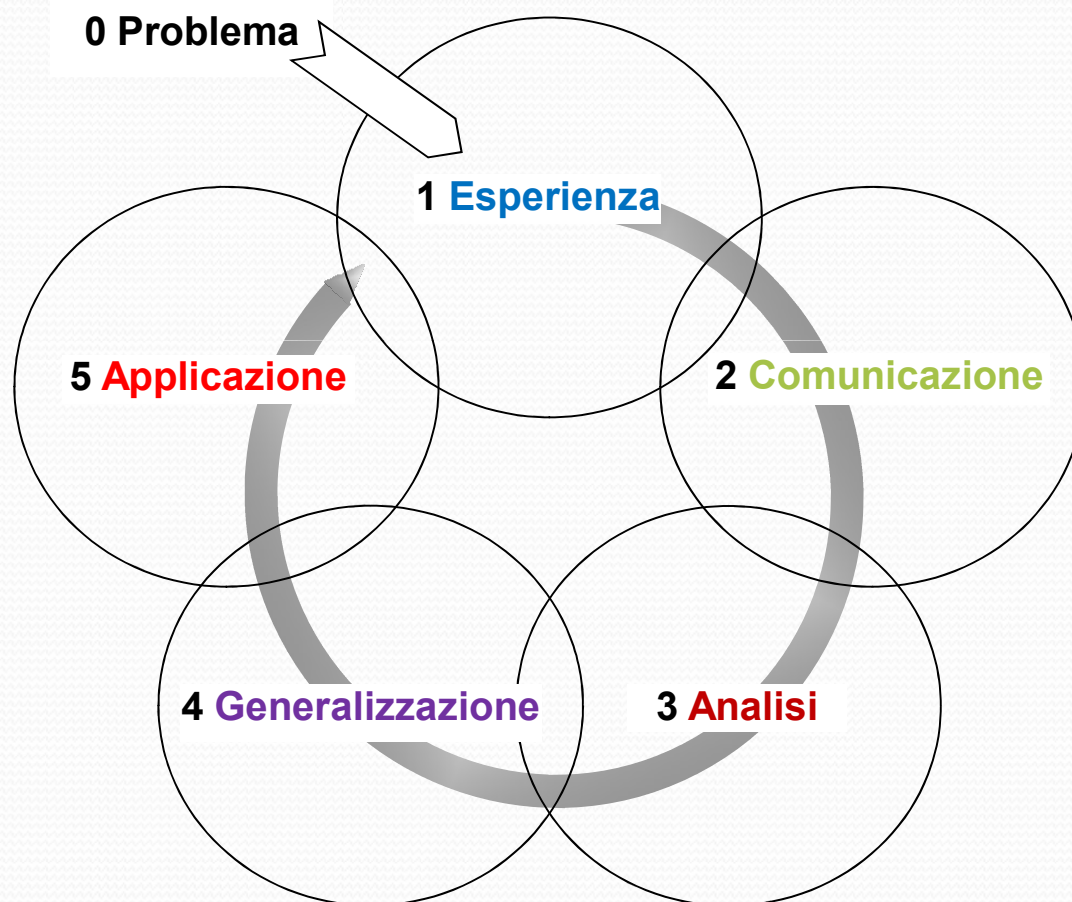 0 Problema
1 Esperienza
2 Comunicazione
3 Analisi
4 Generalizzazione
5 Applicazione